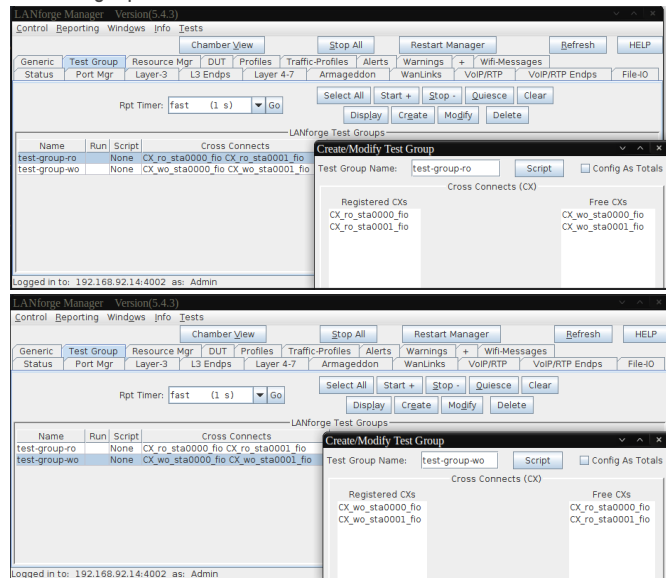 LANforge Manager Version(5.4.3)
Control Reporting Windows Info Tests
Chamber View Stop All Restart Manager Refresh HELP
Generic Test Group Resource Mgr DUT Profiles Traffic-Profiles Alerts Warnings + Wifi-Messages
Status Port Mgr Layer-3 L3 Endps Layer 4-7 Armageddon WanLinks VoIP/RTP VoIP/RTP Endps File-IO
Select All Start + Stop - Quiesce Clear
Rpt Timer: fast (1 s) Go
Display Create Modify Delete
LANforge Test Groups
Name Run Script Cross Connects
test-group-ro None CX_ro_sta0000_fio CX_ro_sta0001_fio
test-group-wo None CX_wo_sta0000_fio CX_wo_sta0001_fio
Create/Modify Test Group
Test Group Name: test-group-ro Script Config As Totals
Cross Connects (CX)
Registered CXs Free CXs
CX_ro_sta0000_fio CX_wo_sta0000_fio
CX_ro_sta0001_fio CX_wo_sta0001_fio
Logged in to: 192.168.92.14:4002 as: Admin
LANforge Manager Version(5.4.3)
Control Reporting Windows Info Tests
Chamber View Stop All Restart Manager Refresh HELP
Generic Test Group Resource Mgr DUT Profiles Traffic-Profiles Alerts Warnings + Wifi-Messages
Status Port Mgr Layer-3 L3 Endps Layer 4-7 Armageddon WanLinks VoIP/RTP VoIP/RTP Endps File-IO
Select All Start + Stop - Quiesce Clear
Rpt Timer: fast (1 s) Go
Display Create Modify Delete
LANforge Test Groups
Name Run Script Cross Connects
test-group-ro None CX_ro_sta0000_fio CX_ro_sta0001_fio
test-group-wo None CX_wo_sta0000_fio CX_wo_sta0001_fio
Create/Modify Test Group
Test Group Name: test-group-wo Script Config As Totals
Cross Connects (CX)
Registered CXs Free CXs
CX_wo_sta0000_fio CX_ro_sta0000_fio
CX_wo_sta0001_fio CX_ro_sta0001_fio
Logged in to: 192.168.92.14:4002 as: Admin